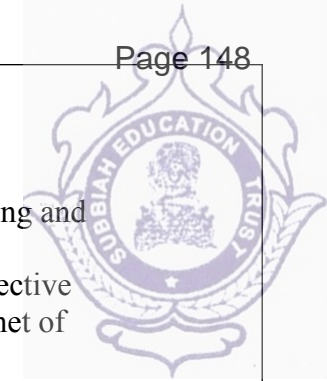 Page 148
SUBBIAH EDUCATION TRUST
ng and
ective
net of